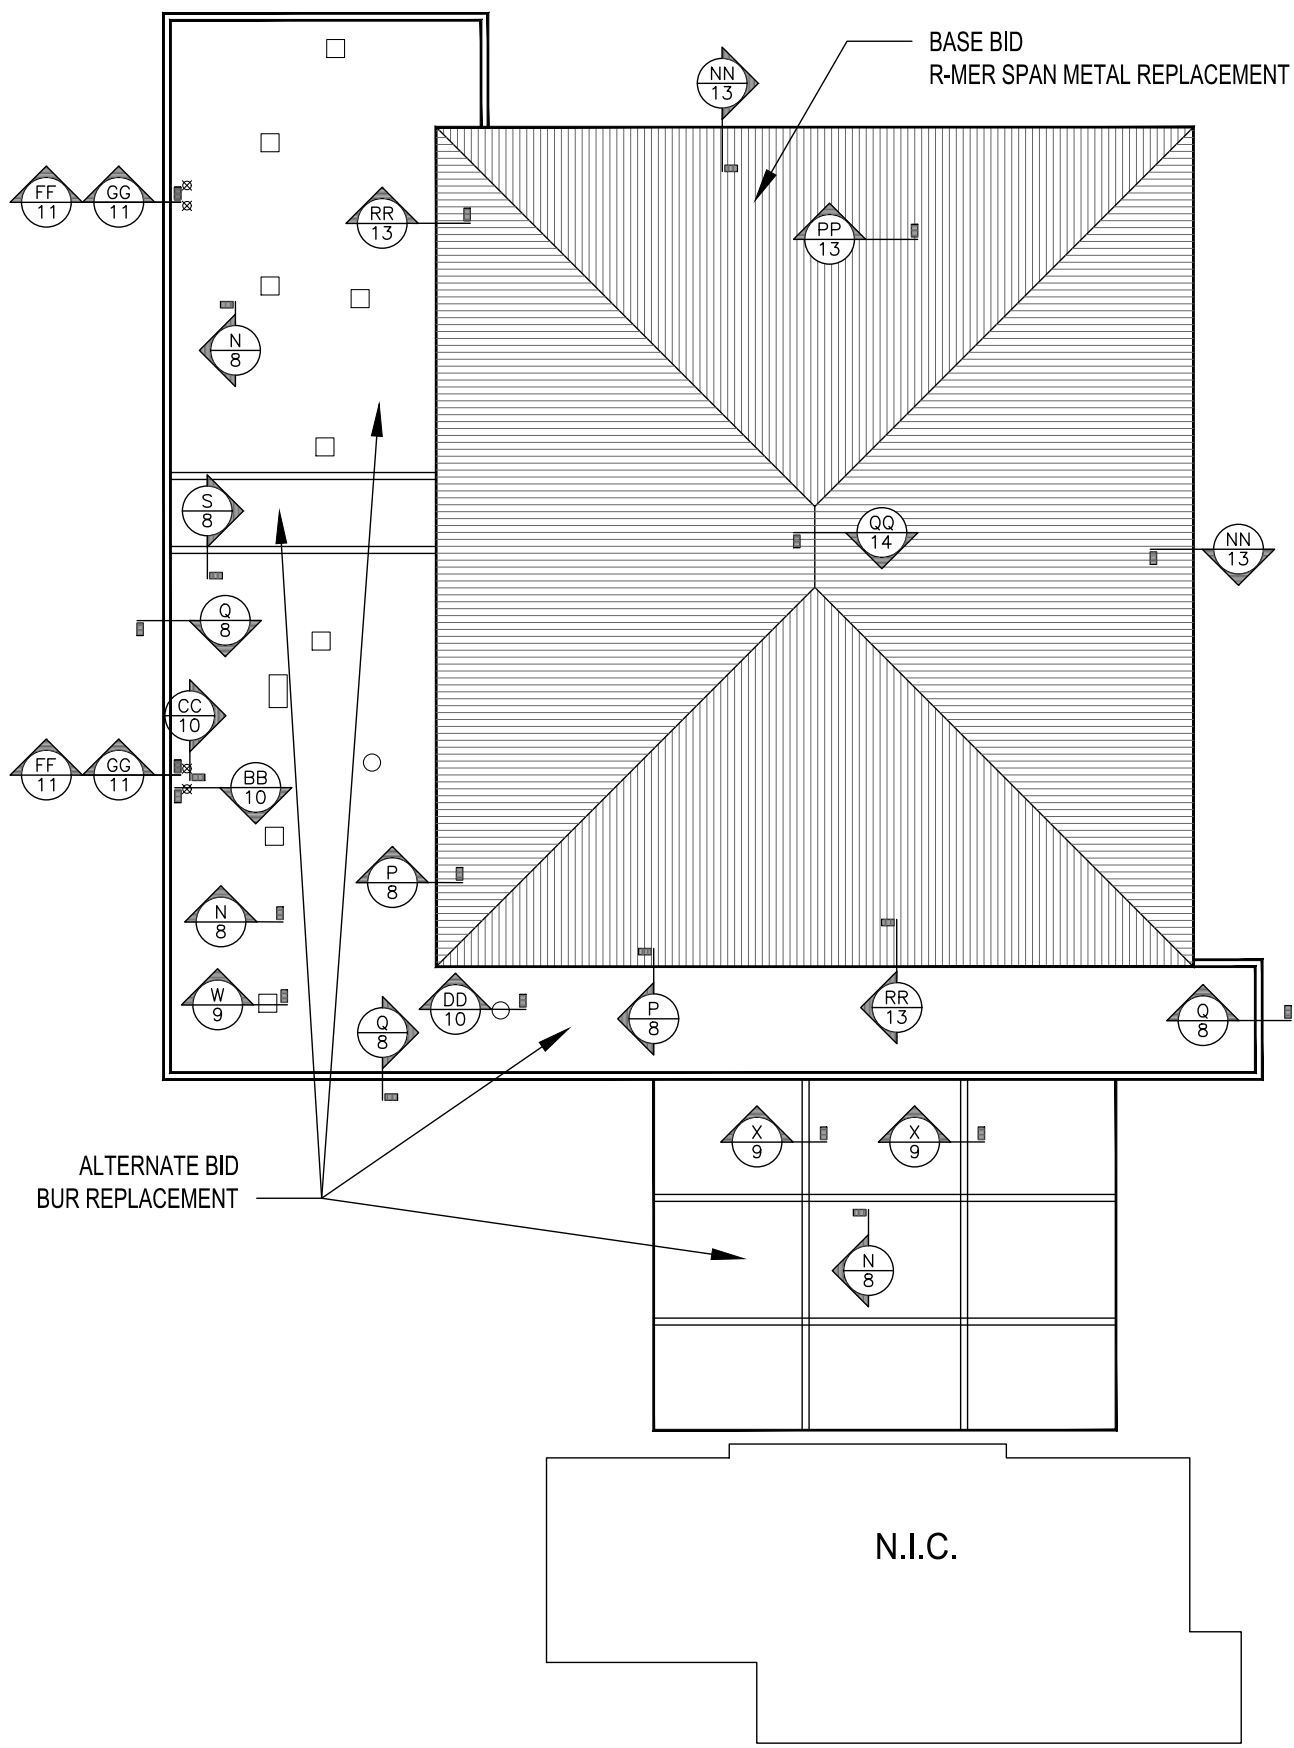 BASE BID
R-MER SPAN METAL REPLACEMENT
NN
13
FF
11
GG
11
RR
13
PP
13
N
8
S
8
QQ
14
NN
13
Q
8
CC
10
FF
11
GG
11
BB
10
P
8
N
8
W
9
DD
10
Q
8
P
8
RR
13
Q
8
X
9
X
9
ALTERNATE BID
BUR REPLACEMENT
N
8
N.I.C.